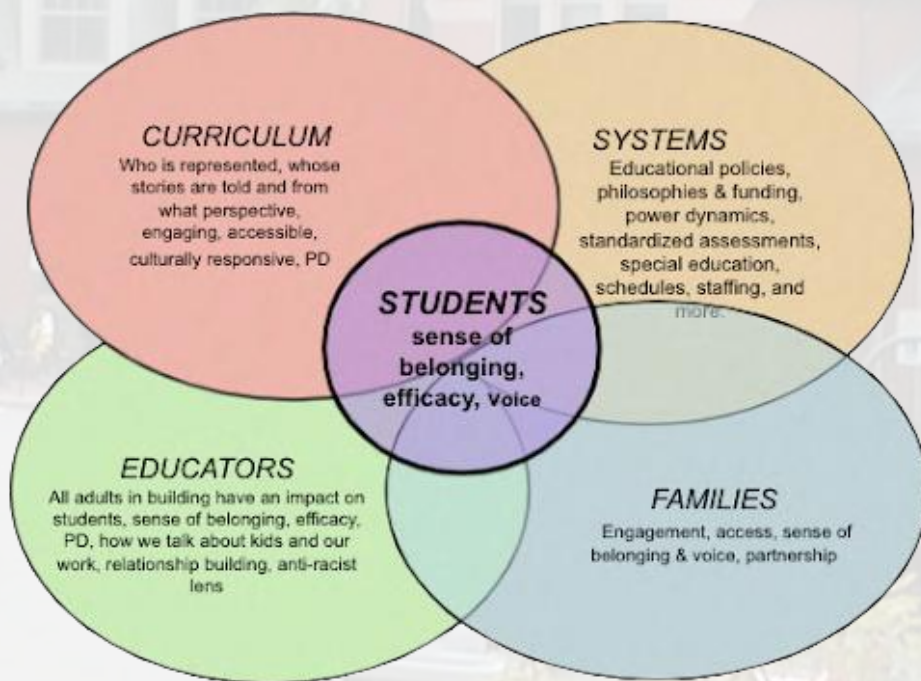 CURRICULUM
Who is represented, whose
stories are told and from
what perspective,
engaging, accessible,
culturally responsive, PD
SYSTEMS
Educational policies,
philosophies & funding,
power dynamics,
standardized assessments,
special education,
schedules, staffing, and
more.
STUDENTS
sense of
belonging,
efficacy, voice
EDUCATORS
All adults in building have an impact on
students, sense of belonging, efficacy,
PD, how we talk about kids and our
work, relationship building, anti-racist
lens
FAMILIES
Engagement, access, sense of
belonging & voice, partnership